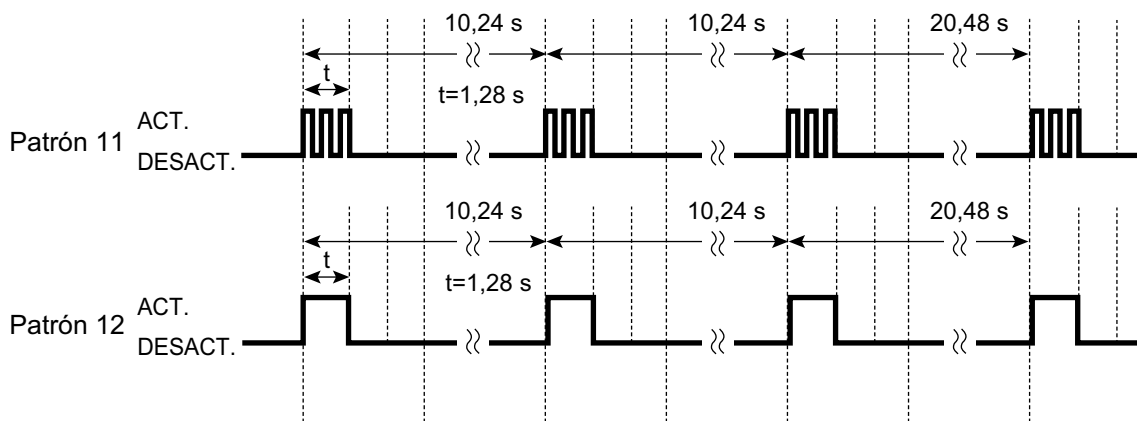 10,24 s 10,24 s 20,48 s
t
t=1,28 s
ACT.
Patrón 11
DESACT.
10,24 s 10,24 s 20,48 s
t
t=1,28 s
ACT.
Patrón 12
DESACT.